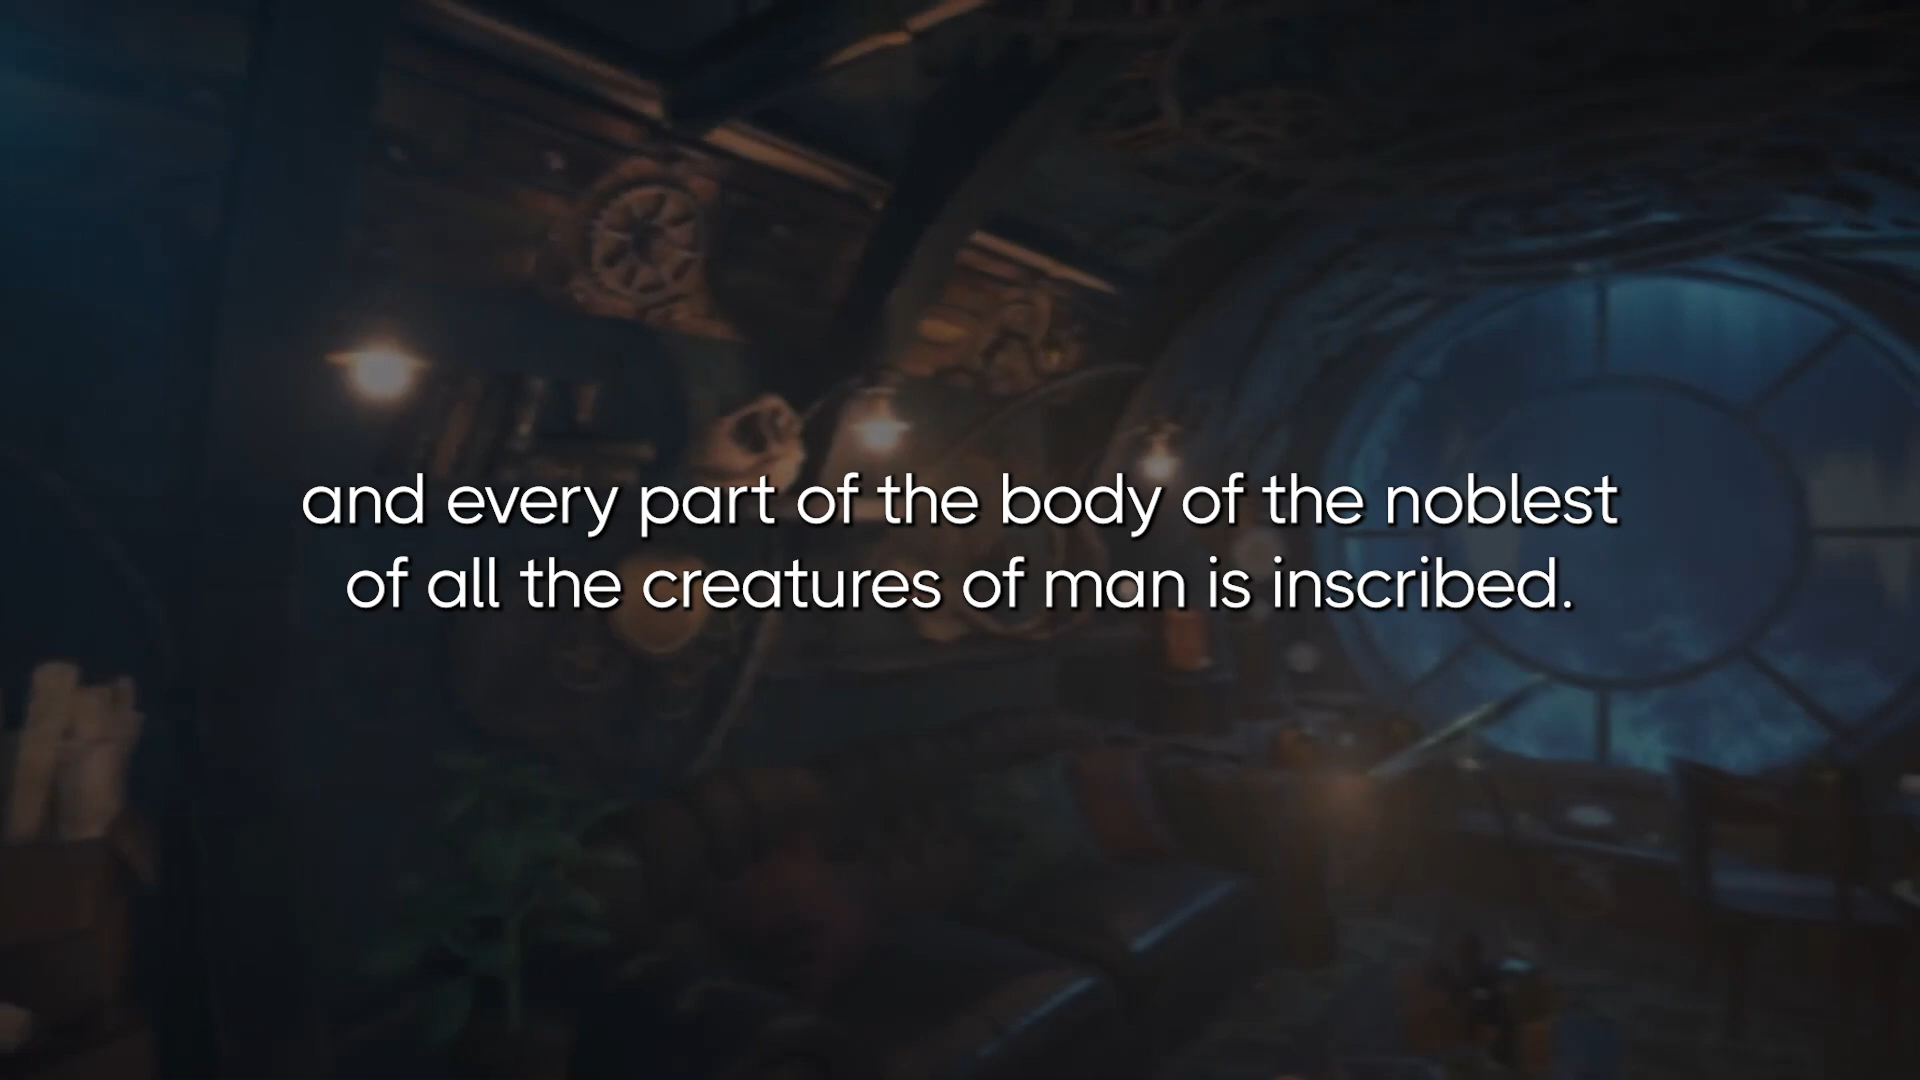 and every part of the body of the noblest
of all the creatures of man is inscribed.